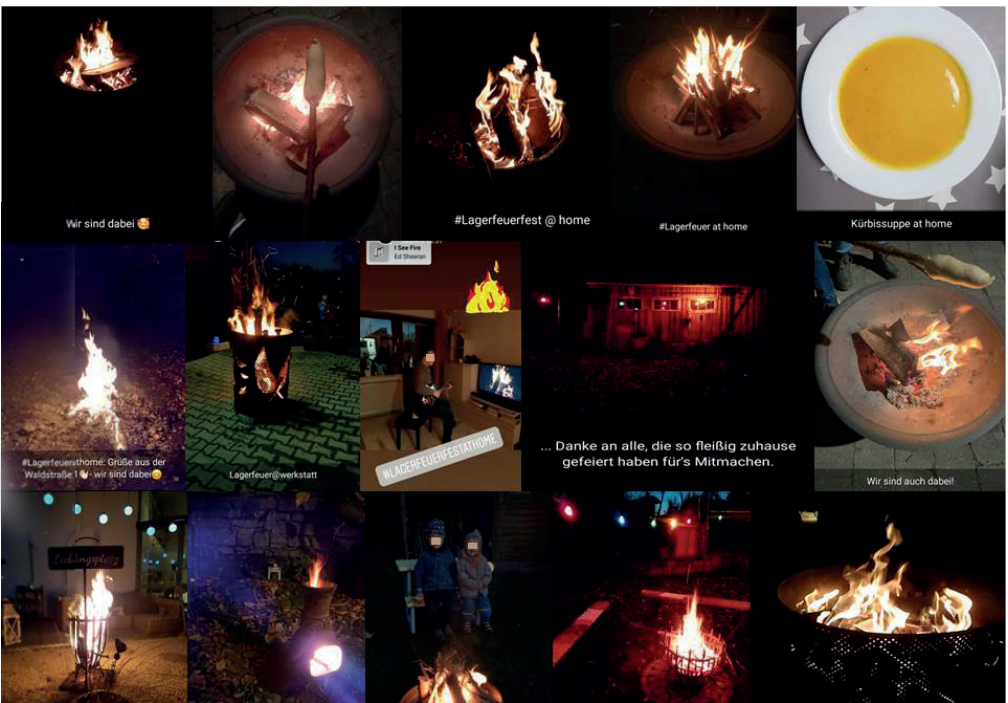 Wir sind dabei 🥰
#Lagerfeuerfest @ home
#Lagerfeuer at home
Kürbissuppe at home
I See Fire
Ed Sheeran
#LAGERFEUERFESTATHOME
#Lagerfeuerathome: Grüße aus der
Waldstraße 1👋🏻- wir sind dabei😊
Lagerfeuer@werkstatt
... Danke an alle, die so fleißig zuhause
gefeiert haben für's Mitmachen.
Wir sind auch dabei!
Lieblingsplatz